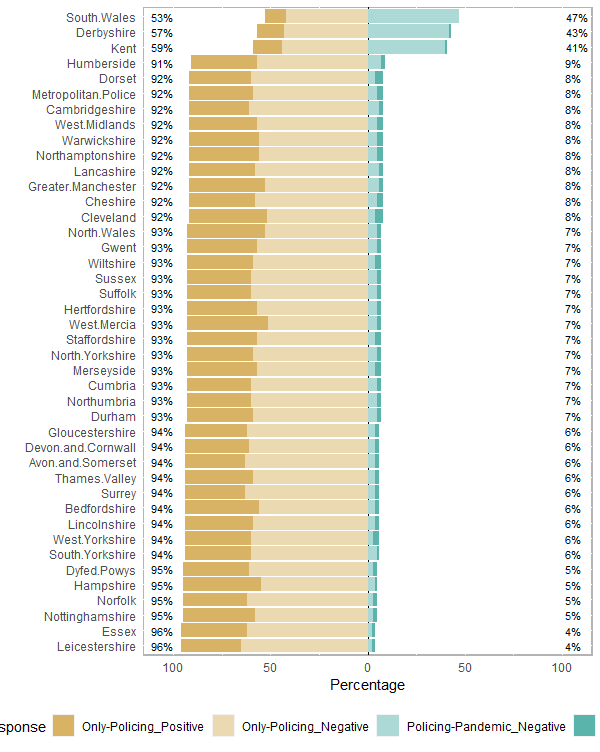 South.Wales 53% 47%
Derbyshire 57% 43%
Kent 59% 41%
Humberside 91% 9%
Dorset 92% 8%
Metropolitan.Police 92% 8%
Cambridgeshire 92% 8%
West.Midlands 92% 8%
Warwickshire 92% 8%
Northamptonshire 92% 8%
Lancashire 92% 8%
Greater.Manchester 92% 8%
Cheshire 92% 8%
Cleveland 92% 8%
North.Wales 93% 7%
Gwent 93% 7%
Wiltshire 93% 7%
Sussex 93% 7%
Suffolk 93% 7%
Hertfordshire 93% 7%
West.Mercia 93% 7%
Staffordshire 93% 7%
North.Yorkshire 93% 7%
Merseyside 93% 7%
Cumbria 93% 7%
Northumbria 93% 7%
Durham 93% 7%
Gloucestershire 94% 6%
Devon.and.Cornwall 94% 6%
Avon.and.Somerset 94% 6%
Thames.Valley 94% 6%
Surrey 94% 6%
Bedfordshire 94% 6%
Lincolnshire 94% 6%
West.Yorkshire 94% 6%
South.Yorkshire 94% 6%
Dyfed.Powys 95% 5%
Hampshire 95% 5%
Norfolk 95% 5%
Nottinghamshire 95% 5%
Essex 96% 4%
Leicestershire 96% 4%
100 50 0 50 100
Percentage
sponse Only-Policing_Positive Only-Policing_Negative Policing-Pandemic_Negative